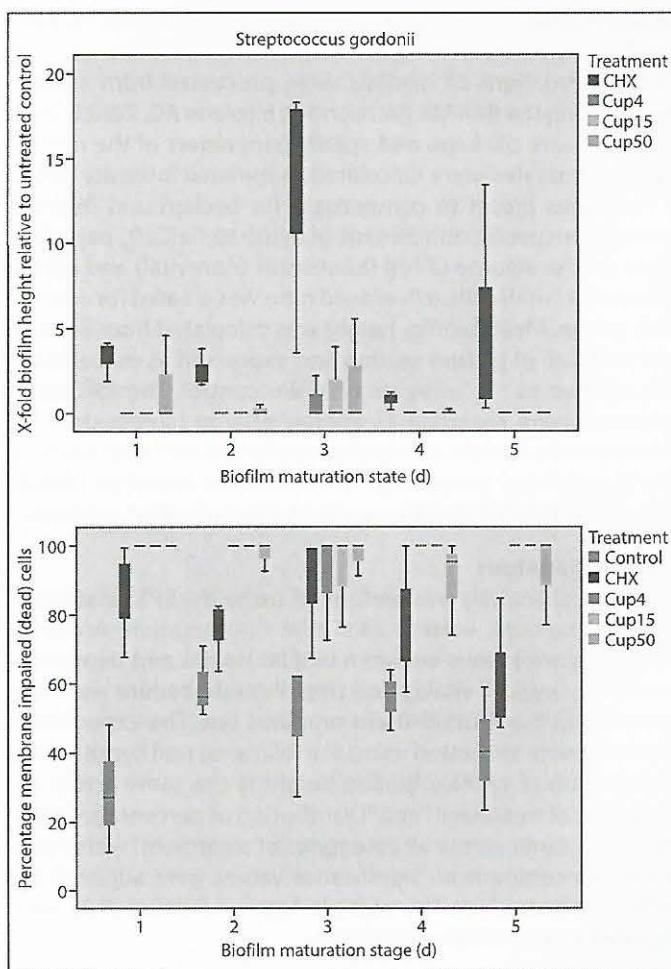 Streptococcus gordonii
X-fold biofilm height relative to untreated control
20
15
10
5
0
1 2 3 4 5
Biofilm maturation state (d)
Treatment
CHX
Cup4
Cup15
Cup50
Percentage membrane impaired (dead) cells
100
80
60
40
20
0
1 2 3 4 5
Biofilm maturation stage (d)
Treatment
Control
CHX
Cup4
Cup15
Cup50